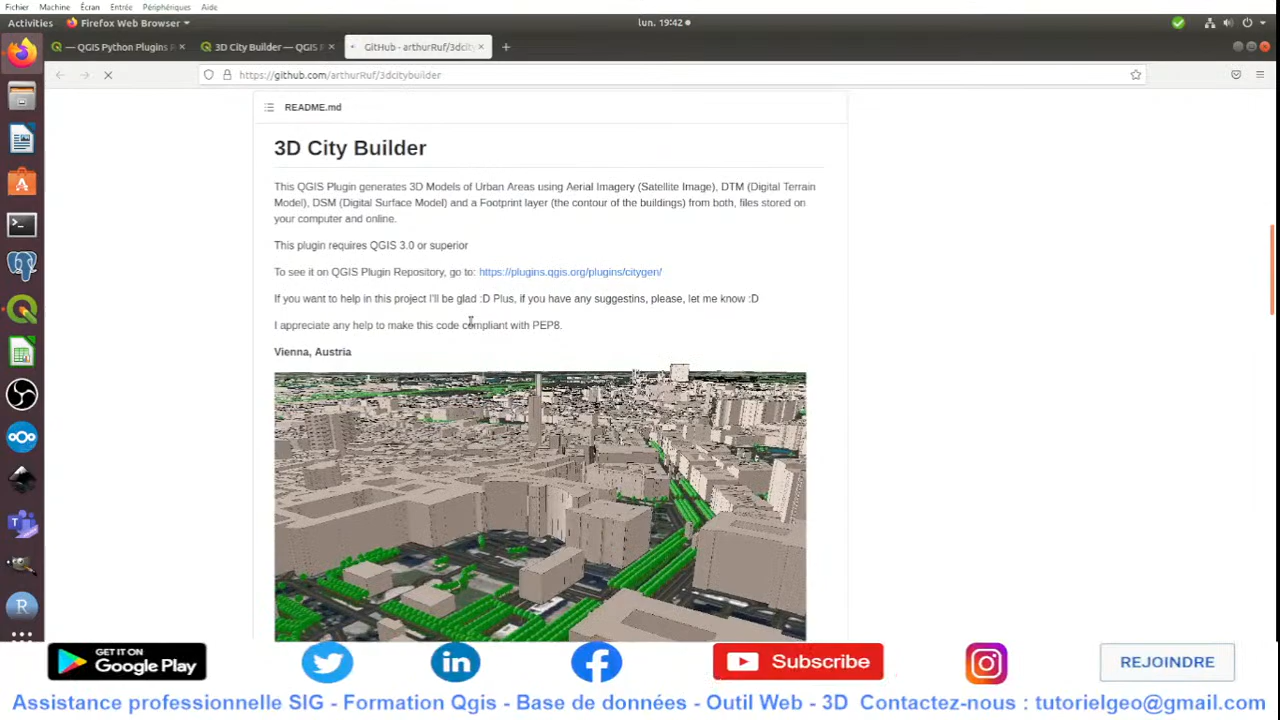 Fichier Machine Écran Entrée Périphériques Aide
Activities Firefox Web Browser lun. 19:42
— QGIS Python Plugins R 3D City Builder — QGIS P GitHub - arthurRuf/3dcity
https://github.com/arthurRuf/3dcitybuilder
README.md
3D City Builder
This QGIS Plugin generates 3D Models of Urban Areas using Aerial Imagery (Satellite Image), DTM (Digital Terrain
Model), DSM (Digital Surface Model) and a Footprint layer (the contour of the buildings) from both, files stored on
your computer and online.
This plugin requires QGIS 3.0 or superior
To see it on QGIS Plugin Repository, go to: https://plugins.qgis.org/plugins/citygen/
If you want to help in this project I'll be glad :D Plus, if you have any suggestins, please, let me know :D
I appreciate any help to make this code compliant with PEP8.
Vienna, Austria
GET IT ON
Google Play
Subscribe
REJOINDRE
Assistance professionnelle SIG - Formation Qgis - Base de données - Outil Web - 3D Contactez-nous : tutorielgeo@gmail.com